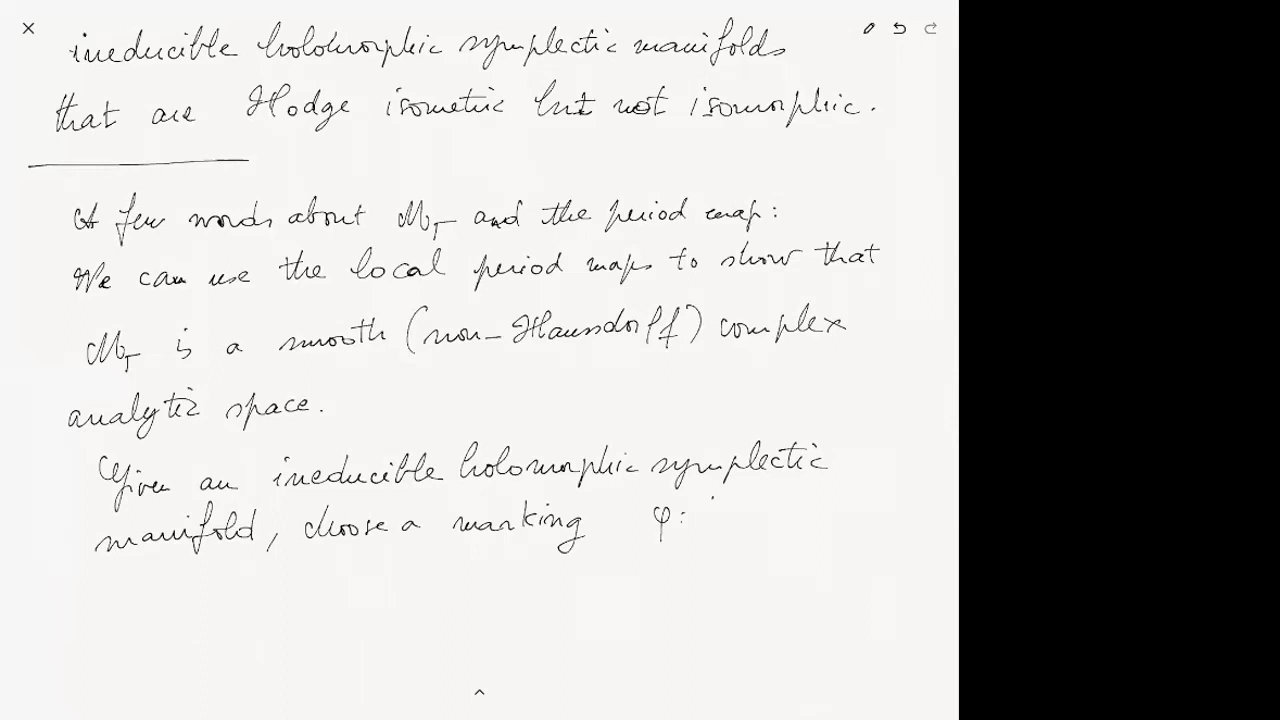 irreducible holomorphic symplectic manifolds
that are Hodge isometric but not isomorphic.
A few words about 𝓜_Γ and the period map:
We can use the local period maps to show that
𝓜_Γ is a smooth (non-Hausdorff) complex
analytic space.
Given an irreducible holomorphic symplectic
manifold, choose a marking φ: